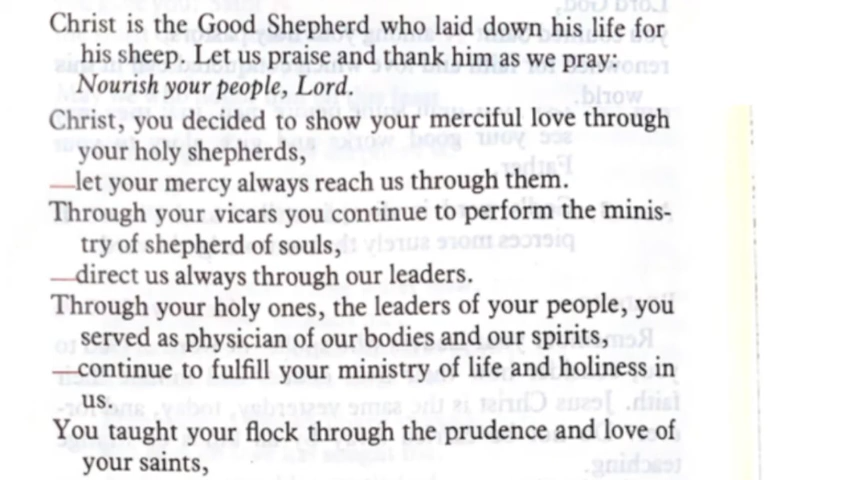 Christ is the Good Shepherd who laid down his life for
his sheep. Let us praise and thank him as we pray:
Nourish your people, Lord.
Christ, you decided to show your merciful love through
your holy shepherds,
—let your mercy always reach us through them.
Through your vicars you continue to perform the minis-
try of shepherd of souls,
—direct us always through our leaders.
Through your holy ones, the leaders of your people, you
served as physician of our bodies and our spirits,
—continue to fulfill your ministry of life and holiness in
us.
You taught your flock through the prudence and love of
your saints,